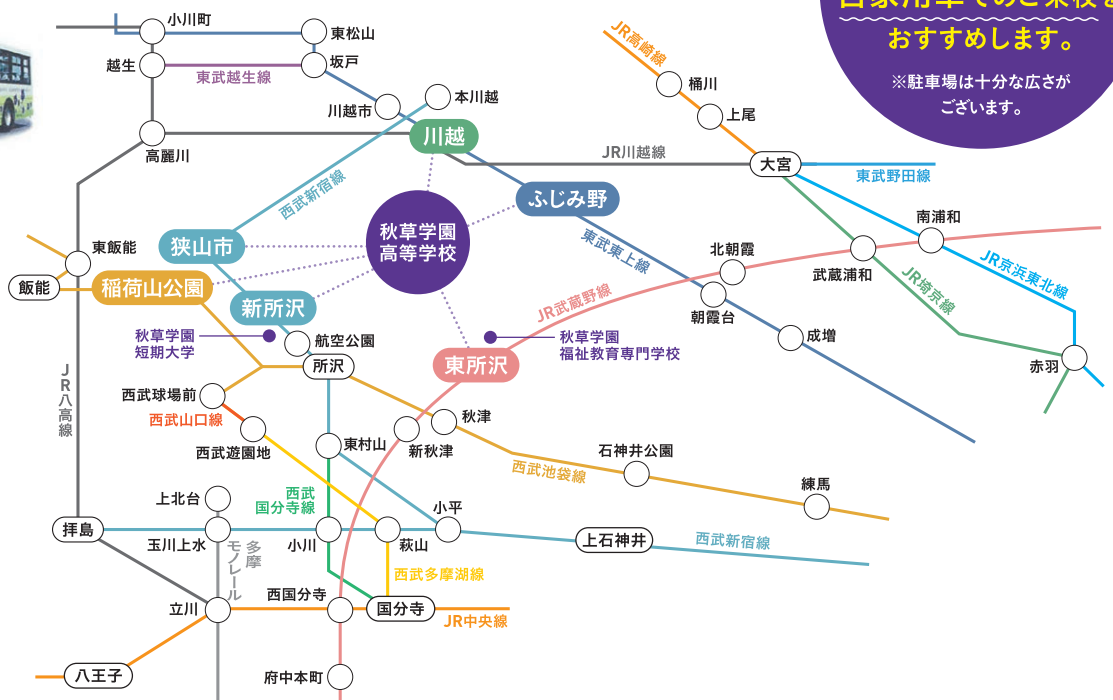 自家用車でのご来校を
おすすめします。
※駐車場は十分な広さが
ございます。
小川町
東松山
越生
東武越生線
坂戸
川越市
本川越
高麗川
川越
JR川越線
JR高崎線
桶川
上尾
大宮
東武野田線
西武新宿線
秋草学園
高等学校
ふじみ野
狭山市
東武東上線
北朝霞
南浦和
武蔵浦和
JR京浜東北線
JR埼京線
東飯能
飯能
稲荷山公園
新所沢
JR武蔵野線
朝霞台
成増
赤羽
秋草学園
短期大学
航空公園
所沢
東所沢
秋草学園
福祉教育専門学校
JR八高線
西武球場前
西武山口線
西武遊園地
東村山
新秋津
秋津
西武池袋線
石神井公園
練馬
上北台
西武
国分寺線
小平
拝島
玉川上水
多摩
モノレール
小川
萩山
上石神井
西武新宿線
西武多摩湖線
立川
西国分寺
国分寺
JR中央線
八王子
府中本町